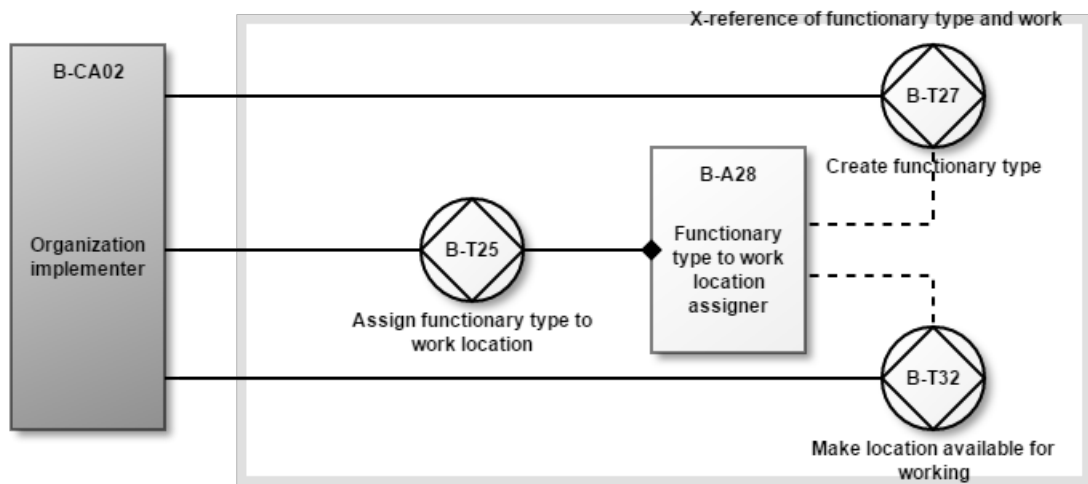 X-reference of functionary type and work
B-CA02
B-T27
Create functionary type
B-A28
Organization
implementer
B-T25
Functionary
type to work
location
assigner
Assign functionary type to
work location
B-T32
Make location available for
working